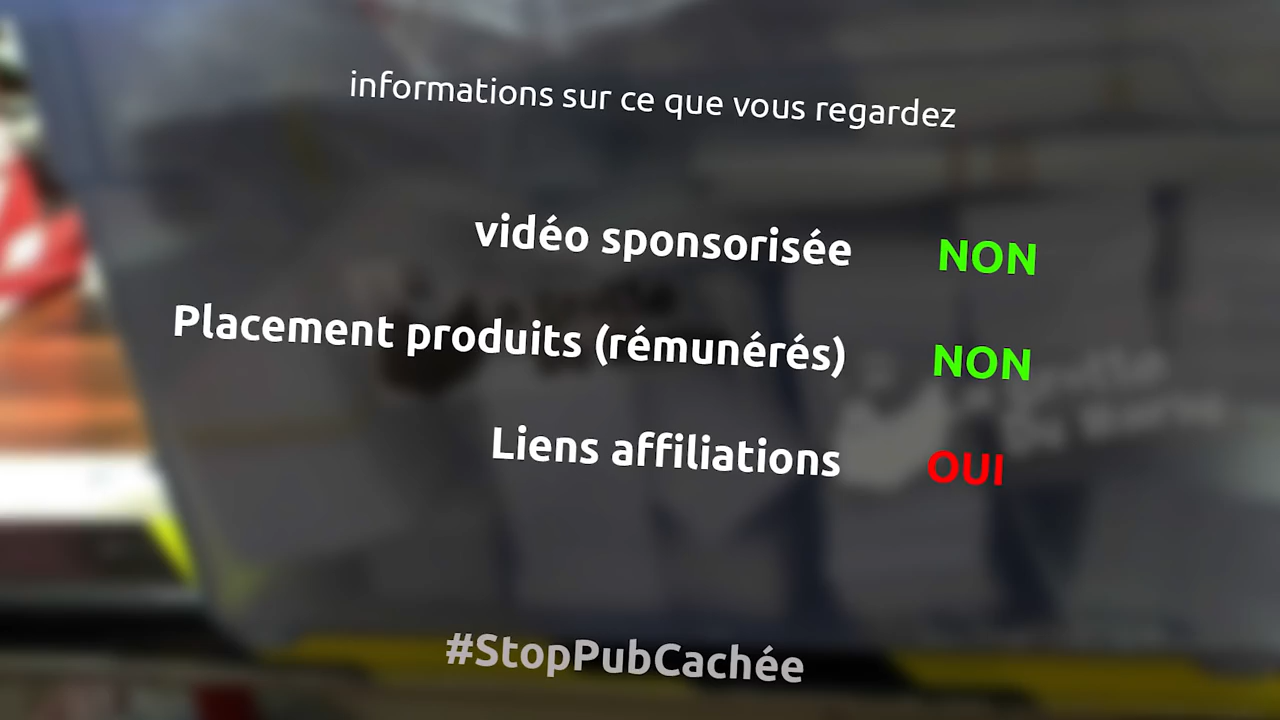 informations sur ce que vous regardez
vidéo sponsorisée NON
Placement produits (rémunérés) NON
Liens affiliations OUI
#StopPubCachée